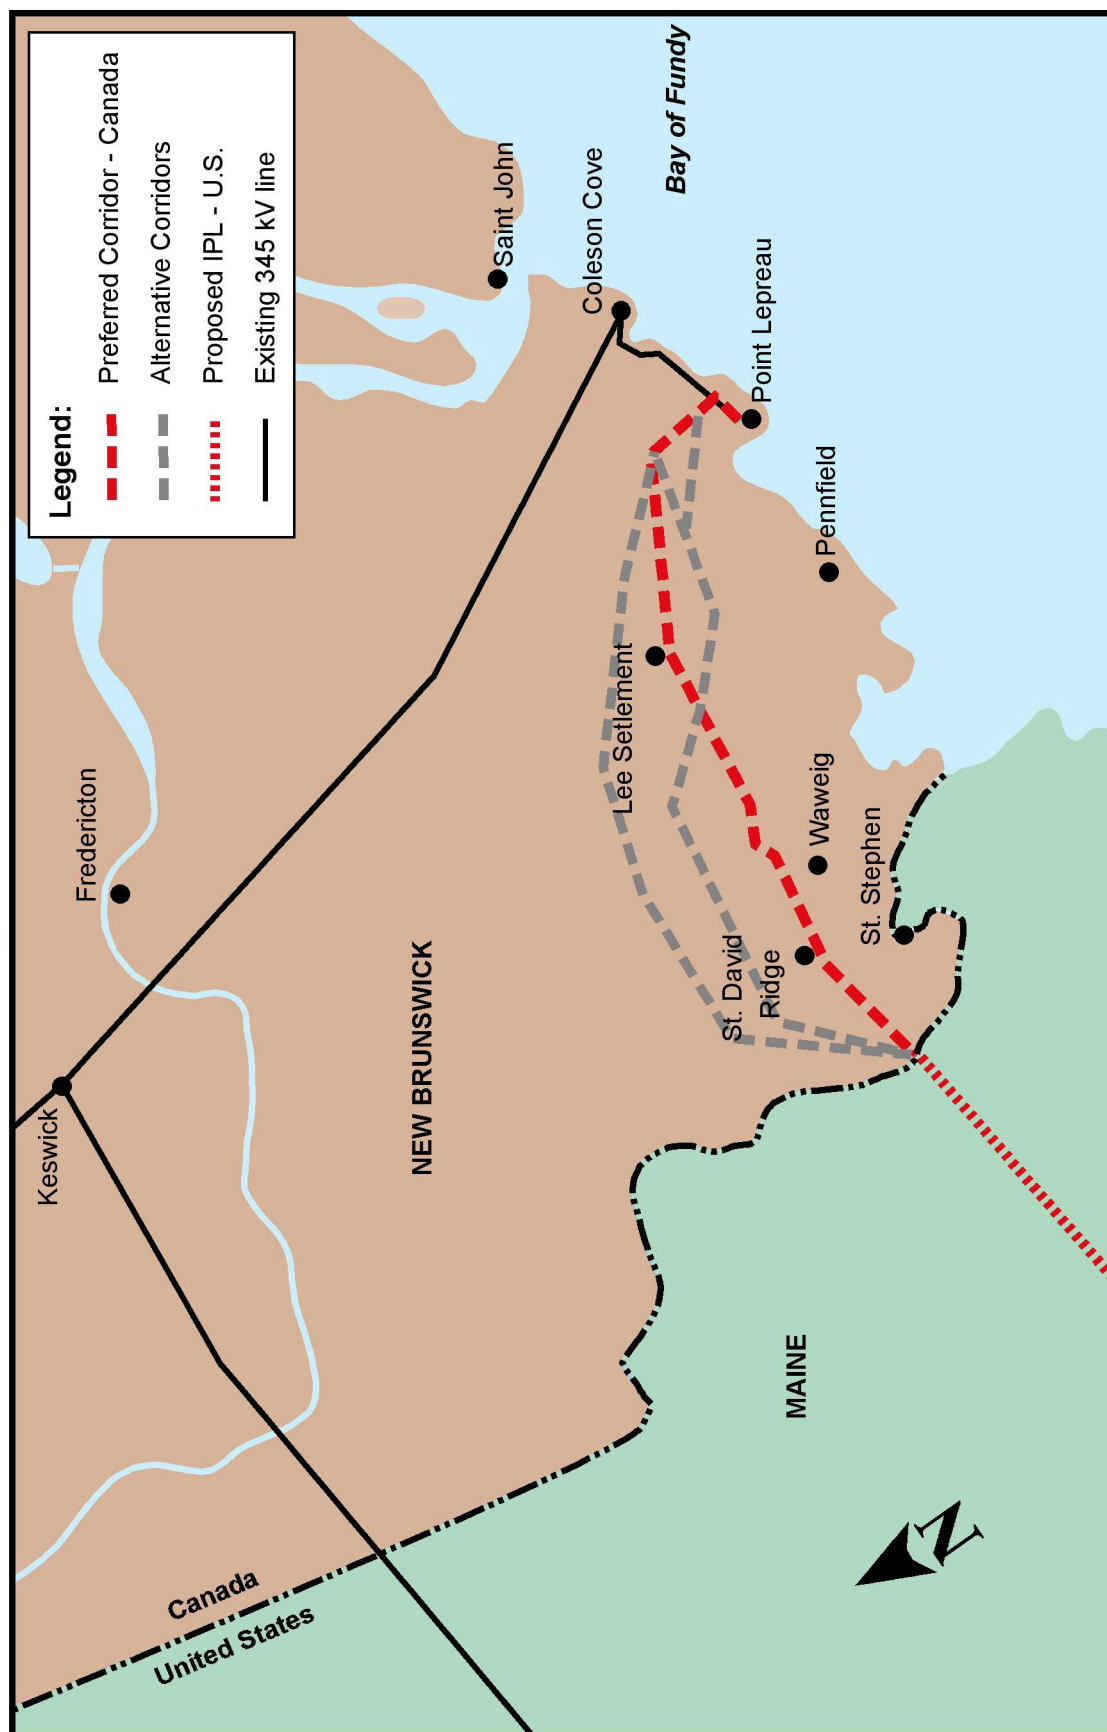 Legend:
Preferred Corridor - Canada
Alternative Corridors
Proposed IPL - U.S.
Existing 345 kV line
Keswick
Fredericton
Saint John
Coleson Cove
Bay of Fundy
Point Lepreau
Pennfield
Lee Setlement
Waweig
St. Stephen
St. David
Ridge
NEW BRUNSWICK
MAINE
Canada
United States
N